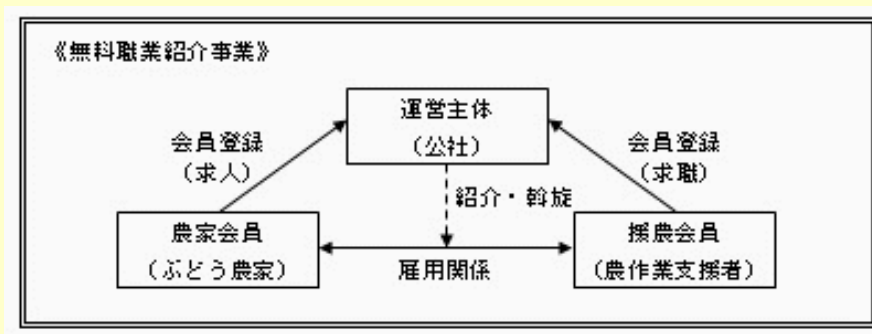 《無料職業紹介事業》
運営主体
（公社）
会員登録
（求人）
会員登録
（求職）
紹介・斡旋
農家会員
（ぶどう農家）
雇用関係
援農会員
（農作業支援者）